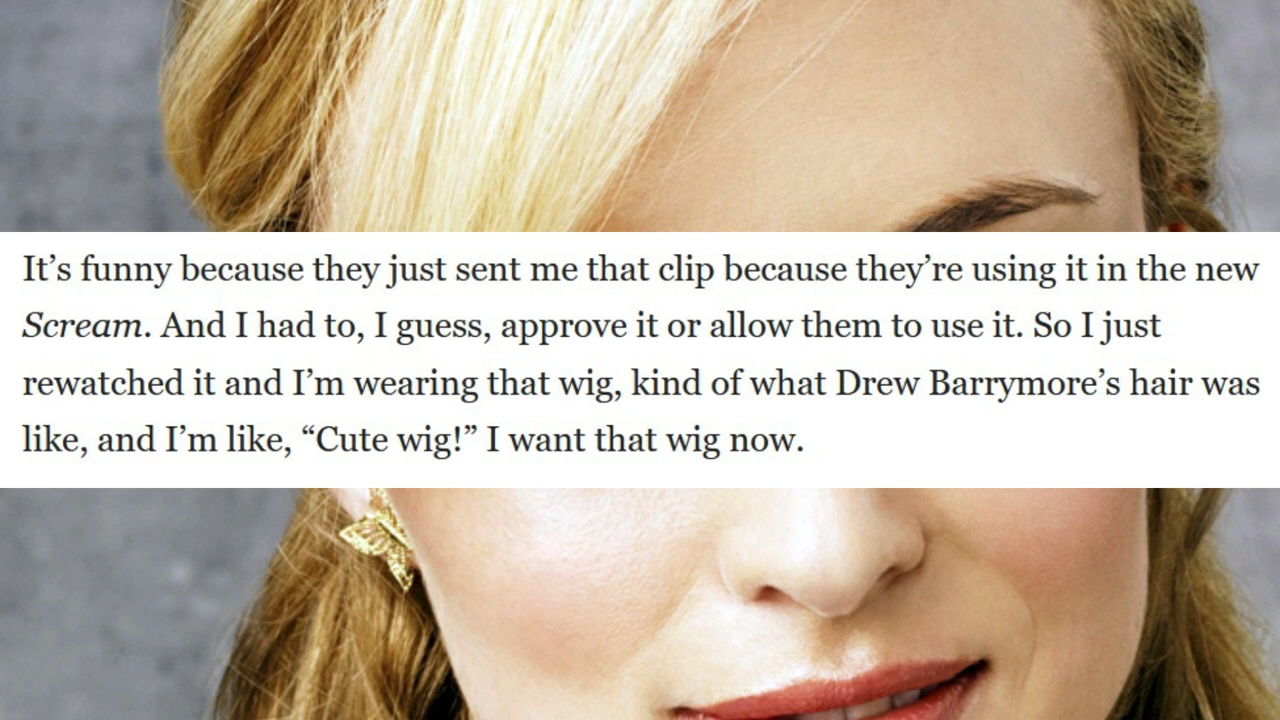 It’s funny because they just sent me that clip because they’re using it in the new
Scream. And I had to, I guess, approve it or allow them to use it. So I just
rewatched it and I’m wearing that wig, kind of what Drew Barrymore’s hair was
like, and I’m like, “Cute wig!” I want that wig now.